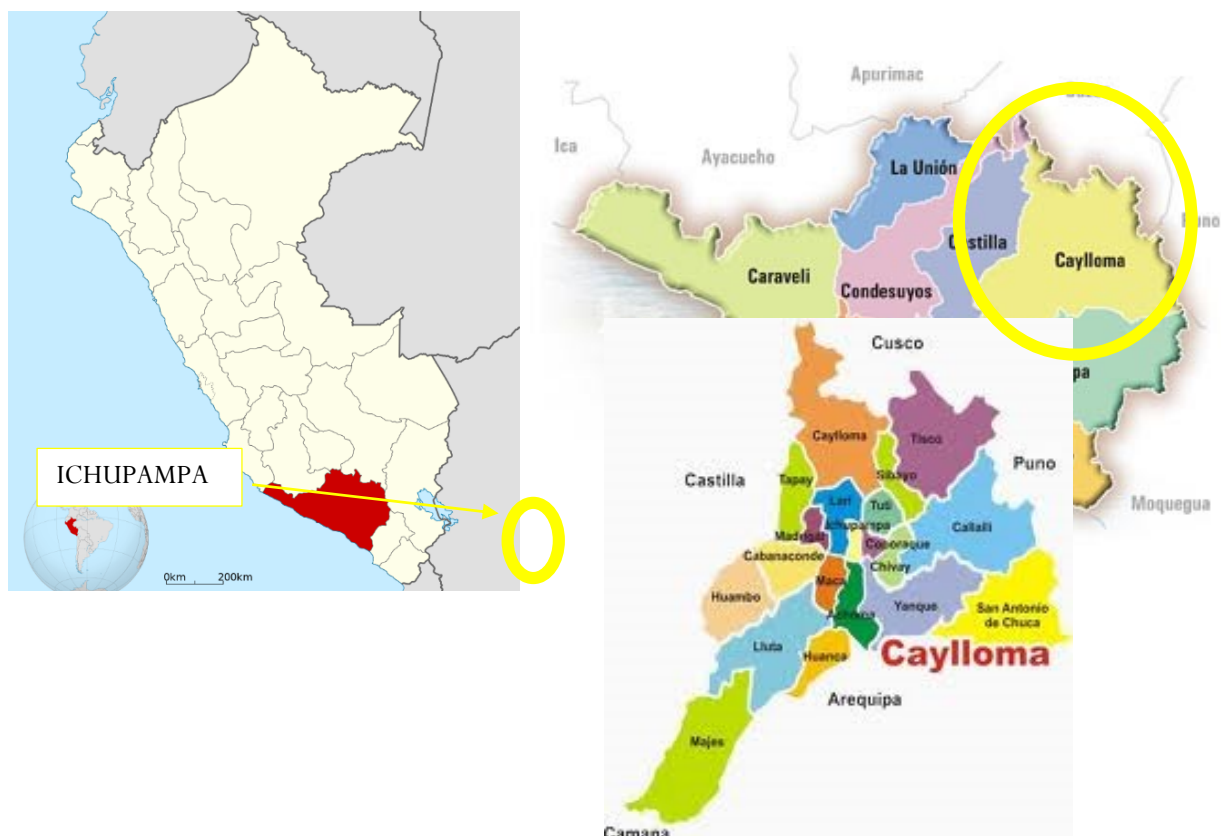 ICHUPAMPA
0km
200km
Apurimac
Ica
Ayacucho
La Unión
Puno
Castilla
Caylloma
Caraveli
Condesuyos
pa
Moquegua
Cusco
Caylloma
Tisco
Puno
Castilla
Tapay
Sibayo
Lari
Tuti
Ichupampa
Callalli
Madrigal
Coporaque
Cabanaconde
Chivay
Maca
Huambo
Yanque
San Antonio
de Chuca
Achoma
Lluta
Huanca
Caylloma
Arequipa
Majes
Camana